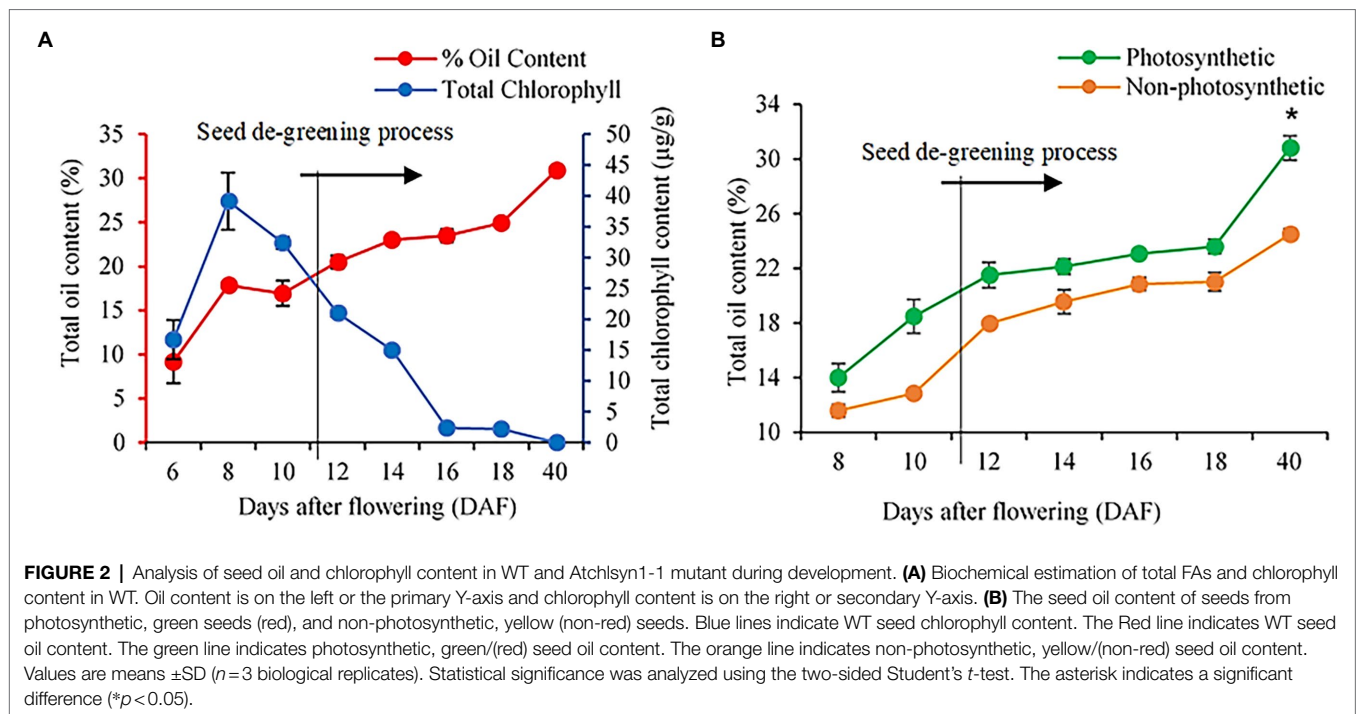 A
% Oil Content
Total Chlorophyll
Seed de-greening process
Total oil content (%)
35
30
25
20
15
10
5
0
50
45
40
35
30
25
20
15
10
5
0
Total chlorophyll content (µg/g)
6 8 10 12 14 16 18 40
Days after flowering (DAF)
B
Photosynthetic
Non-photosynthetic
*
Seed de-greening process
Total oil content (%)
34
30
26
22
18
14
10
8 10 12 14 16 18 40
Days after flowering (DAF)
FIGURE 2 | Analysis of seed oil and chlorophyll content in WT and Atchlsyn1-1 mutant during development. (A) Biochemical estimation of total FAs and chlorophyll
content in WT. Oil content is on the left or the primary Y-axis and chlorophyll content is on the right or secondary Y-axis. (B) The seed oil content of seeds from
photosynthetic, green seeds (red), and non-photosynthetic, yellow (non-red) seeds. Blue lines indicate WT seed chlorophyll content. The Red line indicates WT seed
oil content. The green line indicates photosynthetic, green/(red) seed oil content. The orange line indicates non-photosynthetic, yellow/(non-red) seed oil content.
Values are means ±SD (n=3 biological replicates). Statistical significance was analyzed using the two-sided Student's t-test. The asterisk indicates a significant
difference (*p<0.05).